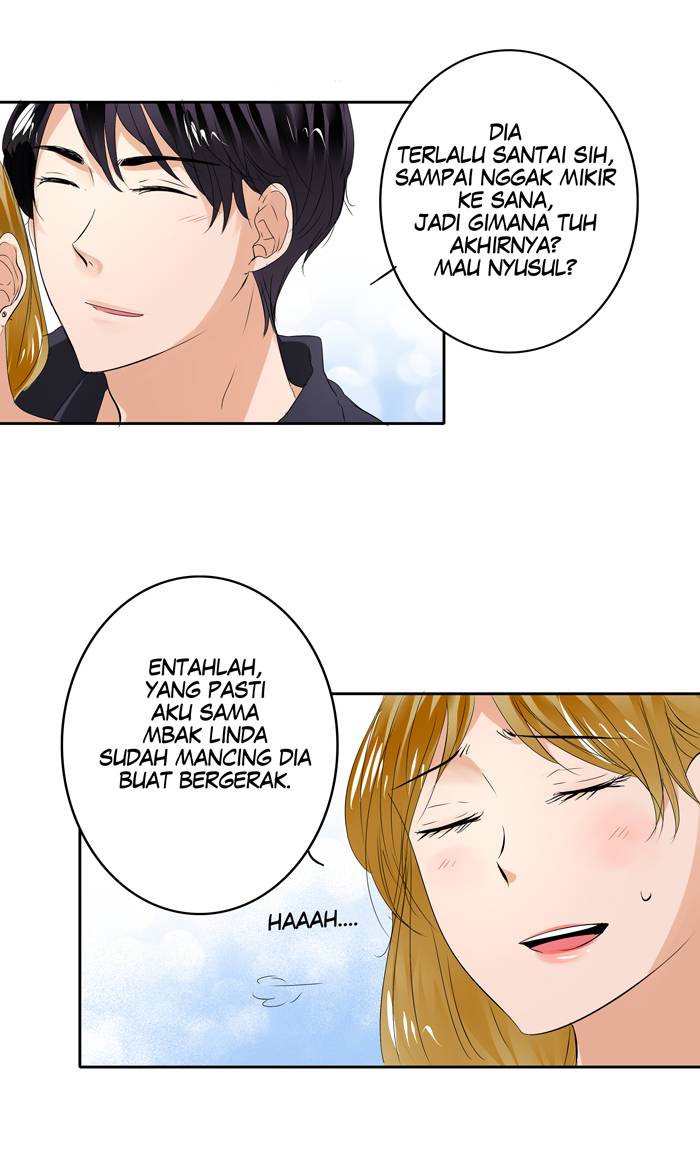 DIA
TERLALU SANTAI SIH,
SAMPAI NGGAK MIKIR
KE SANA,
JADI GIMANA TUH
AKHIRNYA?
MAU NYUSUL?
ENTAHLAH,
YANG PASTI
AKU SAMA
MBAK LINDA
SUDAH MANCING DIA
BUAT BERGERAK.
HAAAH....